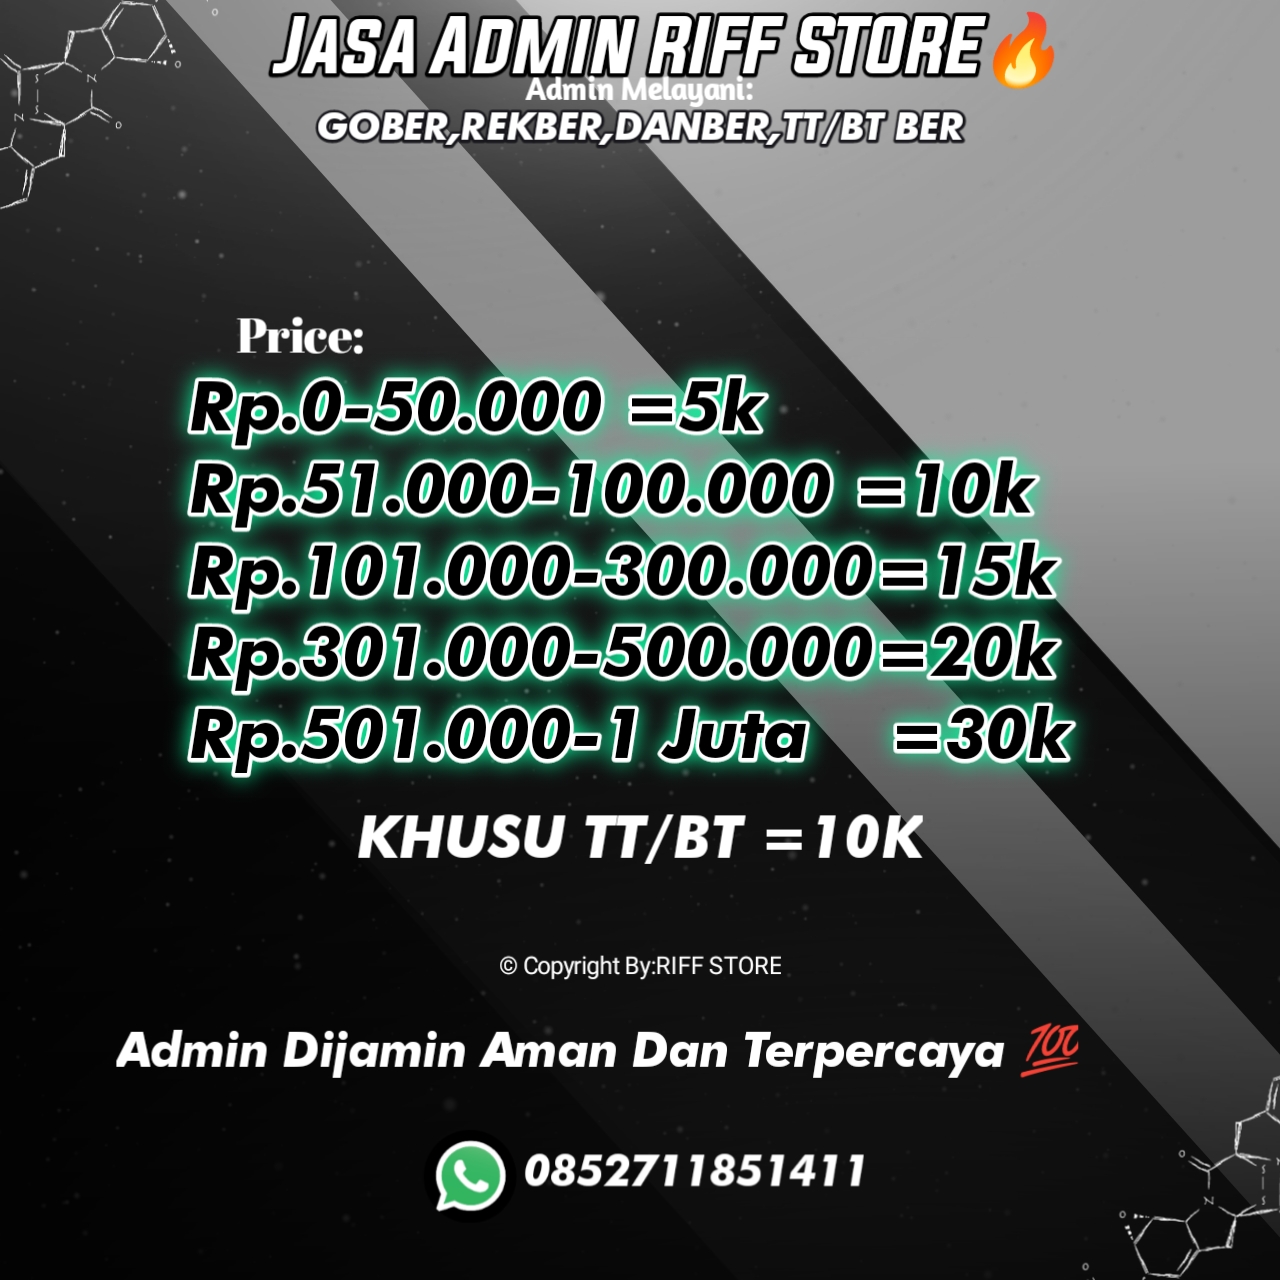 JASA ADMIN RIFF STORE🔥
Admin Melayani:
GOBER,REKBER,DANBER,TT/BT BER
Price:
Rp.0-50.000 =5k
Rp.51.000-100.000 =10k
Rp.101.000-300.000=15k
Rp.301.000-500.000=20k
Rp.501.000-1 Juta =30k
KHUSU TT/BT =10K
© Copyright By:RIFF STORE
Admin Dijamin Aman Dan Terpercaya 💯
0852711851411